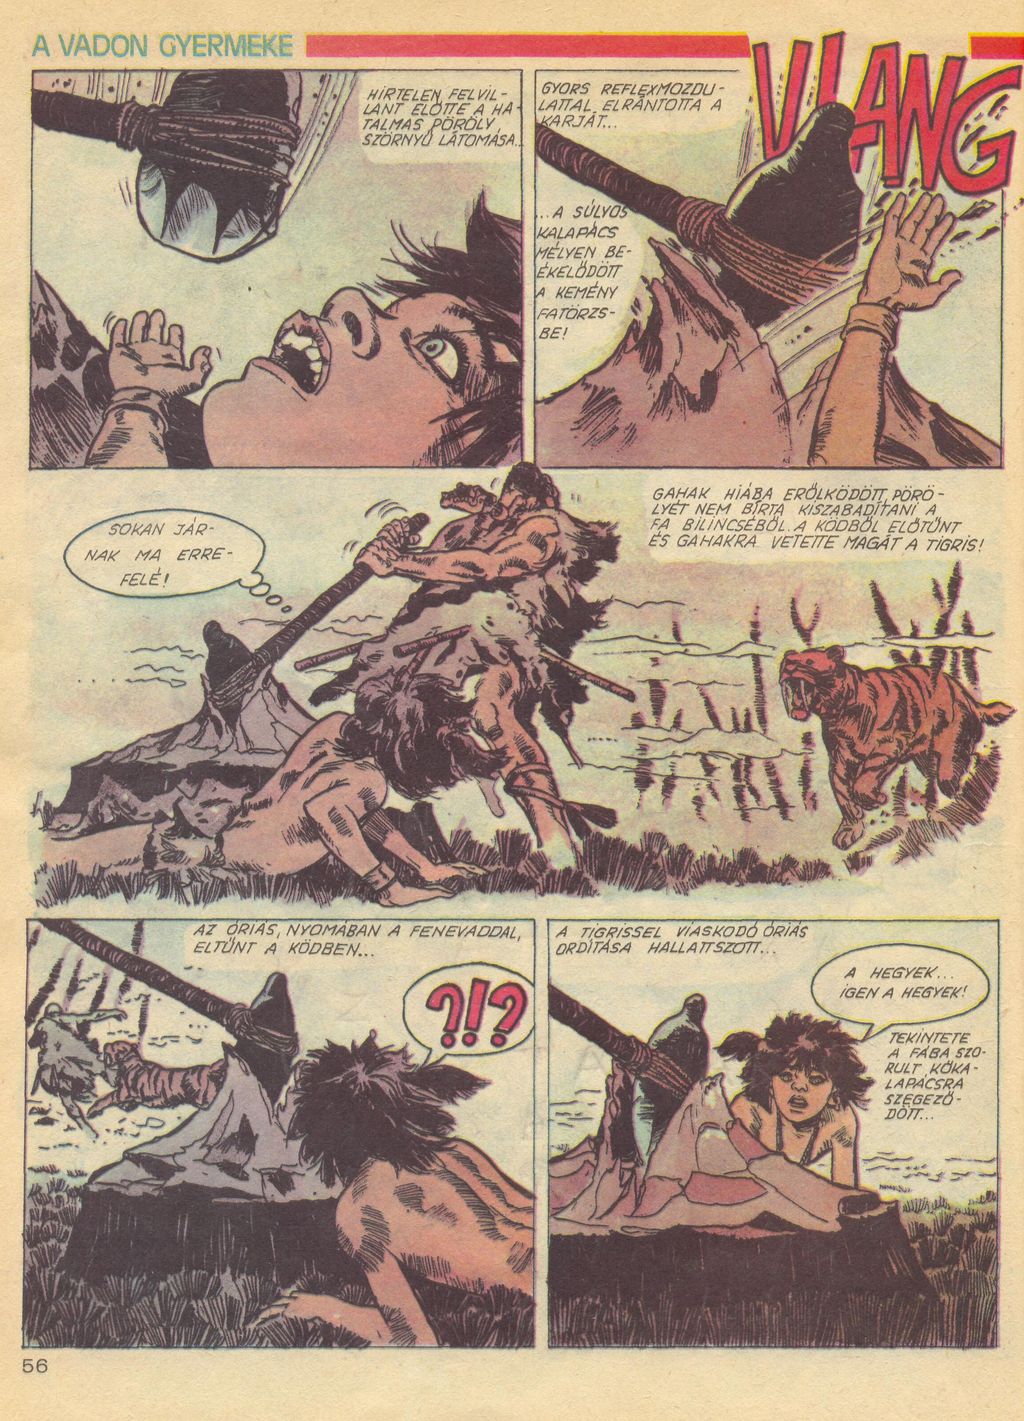 A VADON GYERMEKE
HIRTELEN FELVIL-
LANT ELŐTTE A HA-
TALMAS PÖRÖLY
SZÖRNYŰ LÁTOMÁSA..
GYORS REFLEXMOZDU-
LATTAL ELRÁNTOTTA A
KARJÁT...
VLANG
...A SÚLYOS
KALAPÁCS
MÉLYEN BE-
ÉKELŐDÖTT
A KEMÉNY
FATÖRZS-
BE!
SOKAN JÁR-
NAK MA ERRE-
FELÉ!
GAHAK HIÁBA ERŐLKÖDÖTT, PÖRÖ-
LYÉT NEM BÍRTA KISZABADÍTANI A
FA BILINCSÉBŐL. A KÖDBŐL ELŐTŰNT
ÉS GAHAKRA VETETTE MAGÁT A TIGRIS!
AZ ÓRIÁS, NYOMÁBAN A FENEVADDAL,
ELTŰNT A KÖDBEN...
?!?
A TIGRISSEL VIASKODÓ ÓRIÁS
ORDÍTÁSA HALLATTSZOTT...
A HEGYEK...
IGEN A HEGYEK!
TEKINTETE
A FÁBA SZO-
RULT KŐKA-
LAPÁCSRA
SZEGEZŐ-
DÖTT...
56